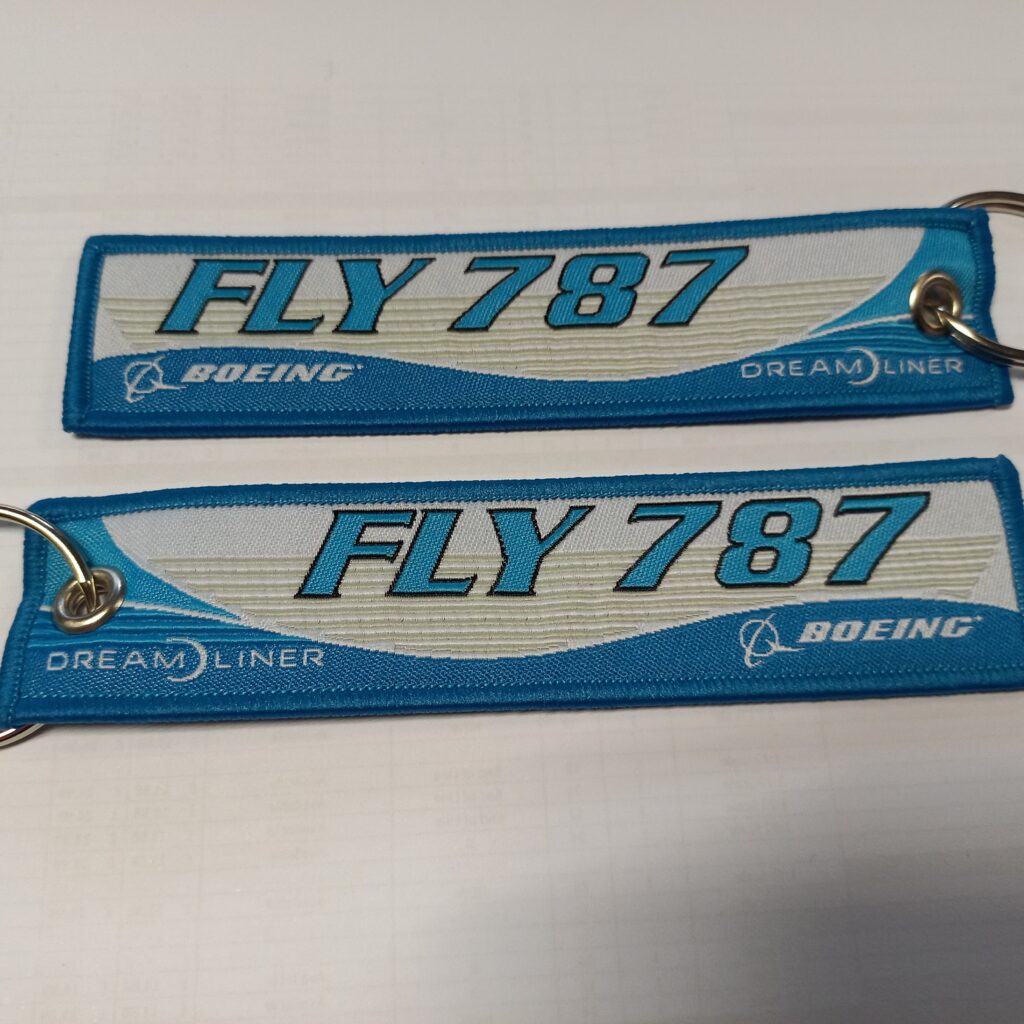 FLY 787
BOEING
DREAMLINER
FLY 787
DREAMLINER
BOEING